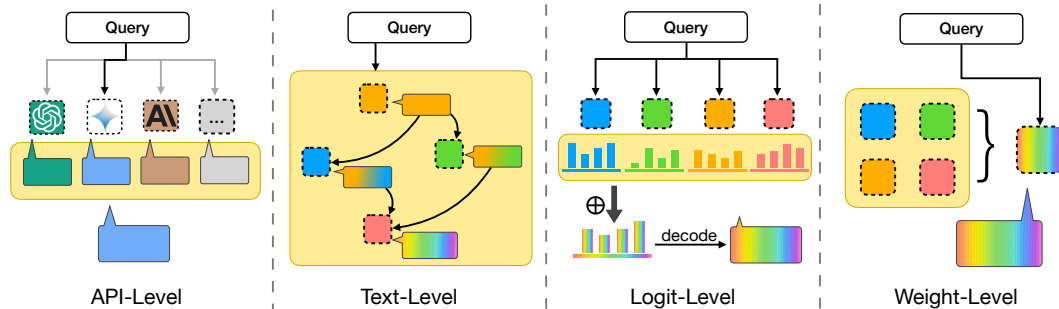 Query
...
API-Level
Query
Text-Level
Query
⊕
decode
Logit-Level
Query
}
Weight-Level